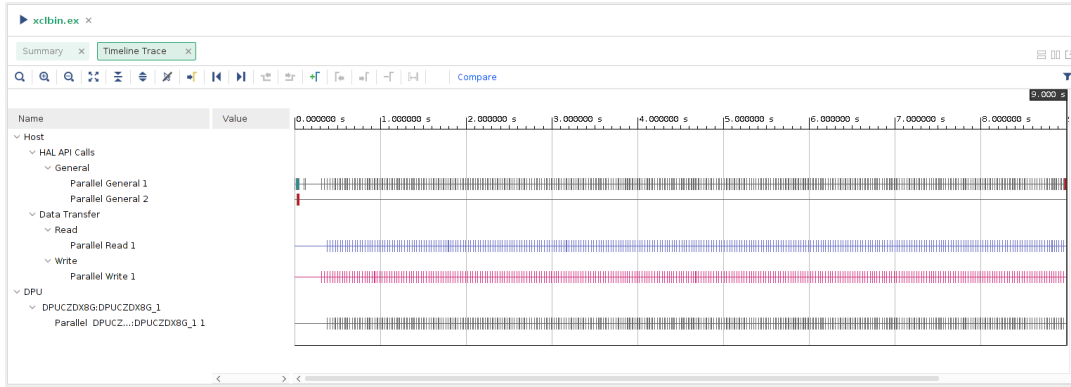 xclbin.ex ×
Summary × Timeline Trace ×
Compare
9.000 s
Name Value 0.000000 s 1.000000 s 2.000000 s 3.000000 s 4.000000 s 5.000000 s 6.000000 s 7.000000 s 8.000000 s
Host
HAL API Calls
General
Parallel General 1
Parallel General 2
Data Transfer
Read
Parallel Read 1
Write
Parallel Write 1
DPU
DPUCZDX8G:DPUCZDX8G_1
Parallel DPUCZ...:DPUCZDX8G_1 1